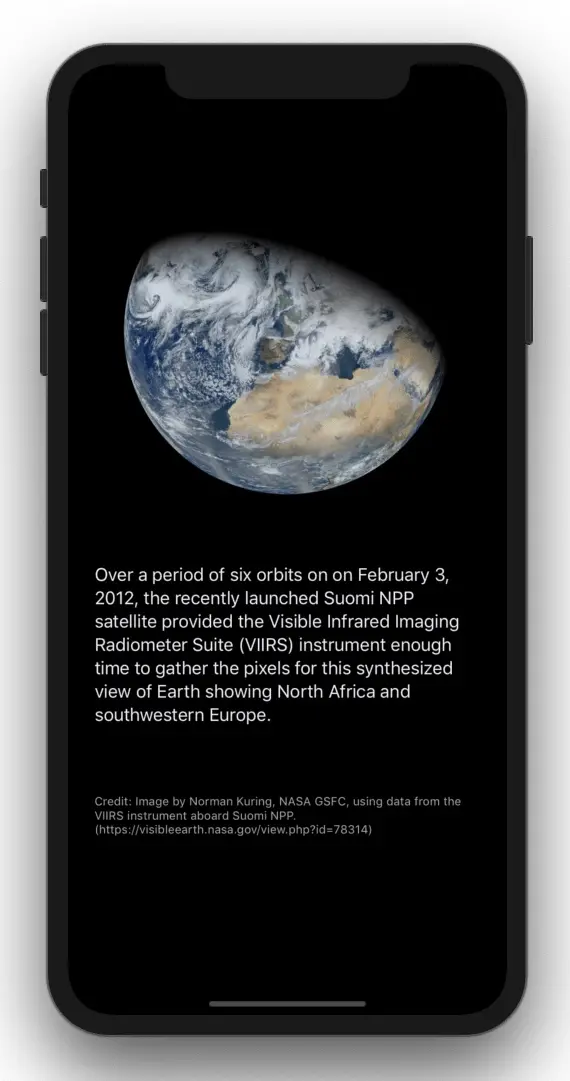 Over a period of six orbits on on February 3,
2012, the recently launched Suomi NPP
satellite provided the Visible Infrared Imaging
Radiometer Suite (VIIRS) instrument enough
time to gather the pixels for this synthesized
view of Earth showing North Africa and
southwestern Europe.
Credit: Image by Norman Kuring, NASA GSFC, using data from the
VIIRS instrument aboard Suomi NPP.
(https://visibleearth.nasa.gov/view.php?id=78314)